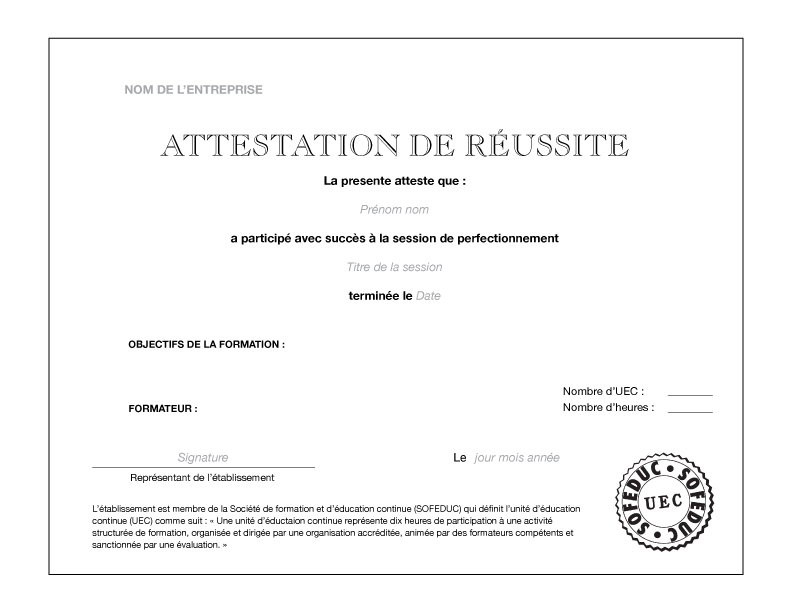 NOM DE L'ENTREPRISE
ATTESTATION DE RÉUSSITE
La presente atteste que :
Prénom nom
a participé avec succès à la session de perfectionnement
Titre de la session
terminée le Date
OBJECTIFS DE LA FORMATION :
Nombre d'UEC :
FORMATEUR :
Nombre d'heures :
Signature
Le jour mois année
Représentant de l'établissement
SOFEDUC • SOFEDUC •
UEC
L'établissement est membre de la Société de formation et d'éducation continue (SOFEDUC) qui définit l'unité d'éducation
continue (UEC) comme suit : « Une unité d'éductaion continue représente dix heures de participation à une activité
structurée de formation, organisée et dirigée par une organisation accréditée, animée par des formateurs compétents et
sanctionnée par une évaluation. »